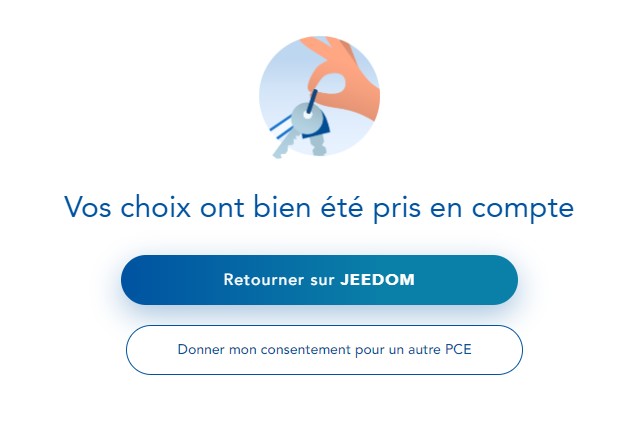 Vos choix ont bien été pris en compte
Retourner sur JEEDOM
Donner mon consentement pour un autre PCE